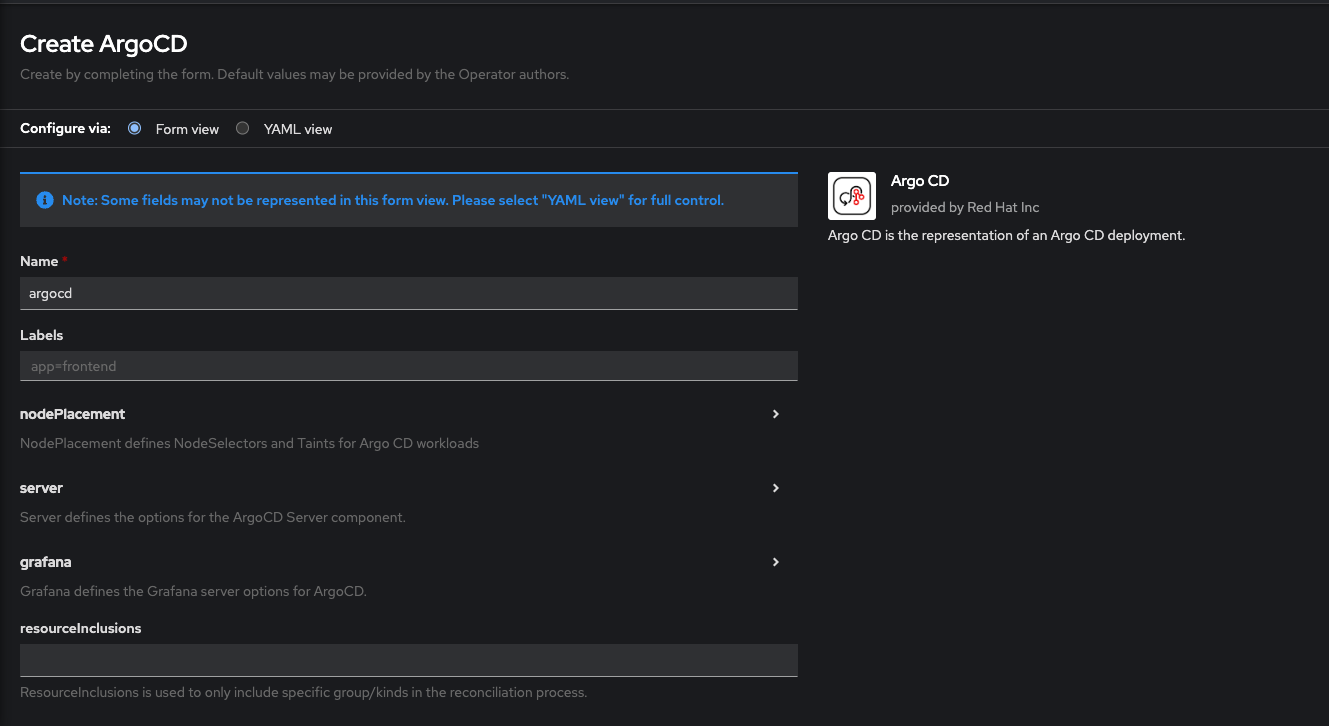 Create ArgoCD
Create by completing the form. Default values may be provided by the Operator authors.
Configure via: Form view YAML view
Note: Some fields may not be represented in this form view. Please select "YAML view" for full control.
Argo CD
provided by Red Hat Inc
Argo CD is the representation of an Argo CD deployment.
Name *
argocd
Labels
app=frontend
nodePlacement
NodePlacement defines NodeSelectors and Taints for Argo CD workloads
server
Server defines the options for the ArgoCD Server component.
grafana
Grafana defines the Grafana server options for ArgoCD.
resourceInclusions
ResourceInclusions is used to only include specific group/kinds in the reconciliation process.